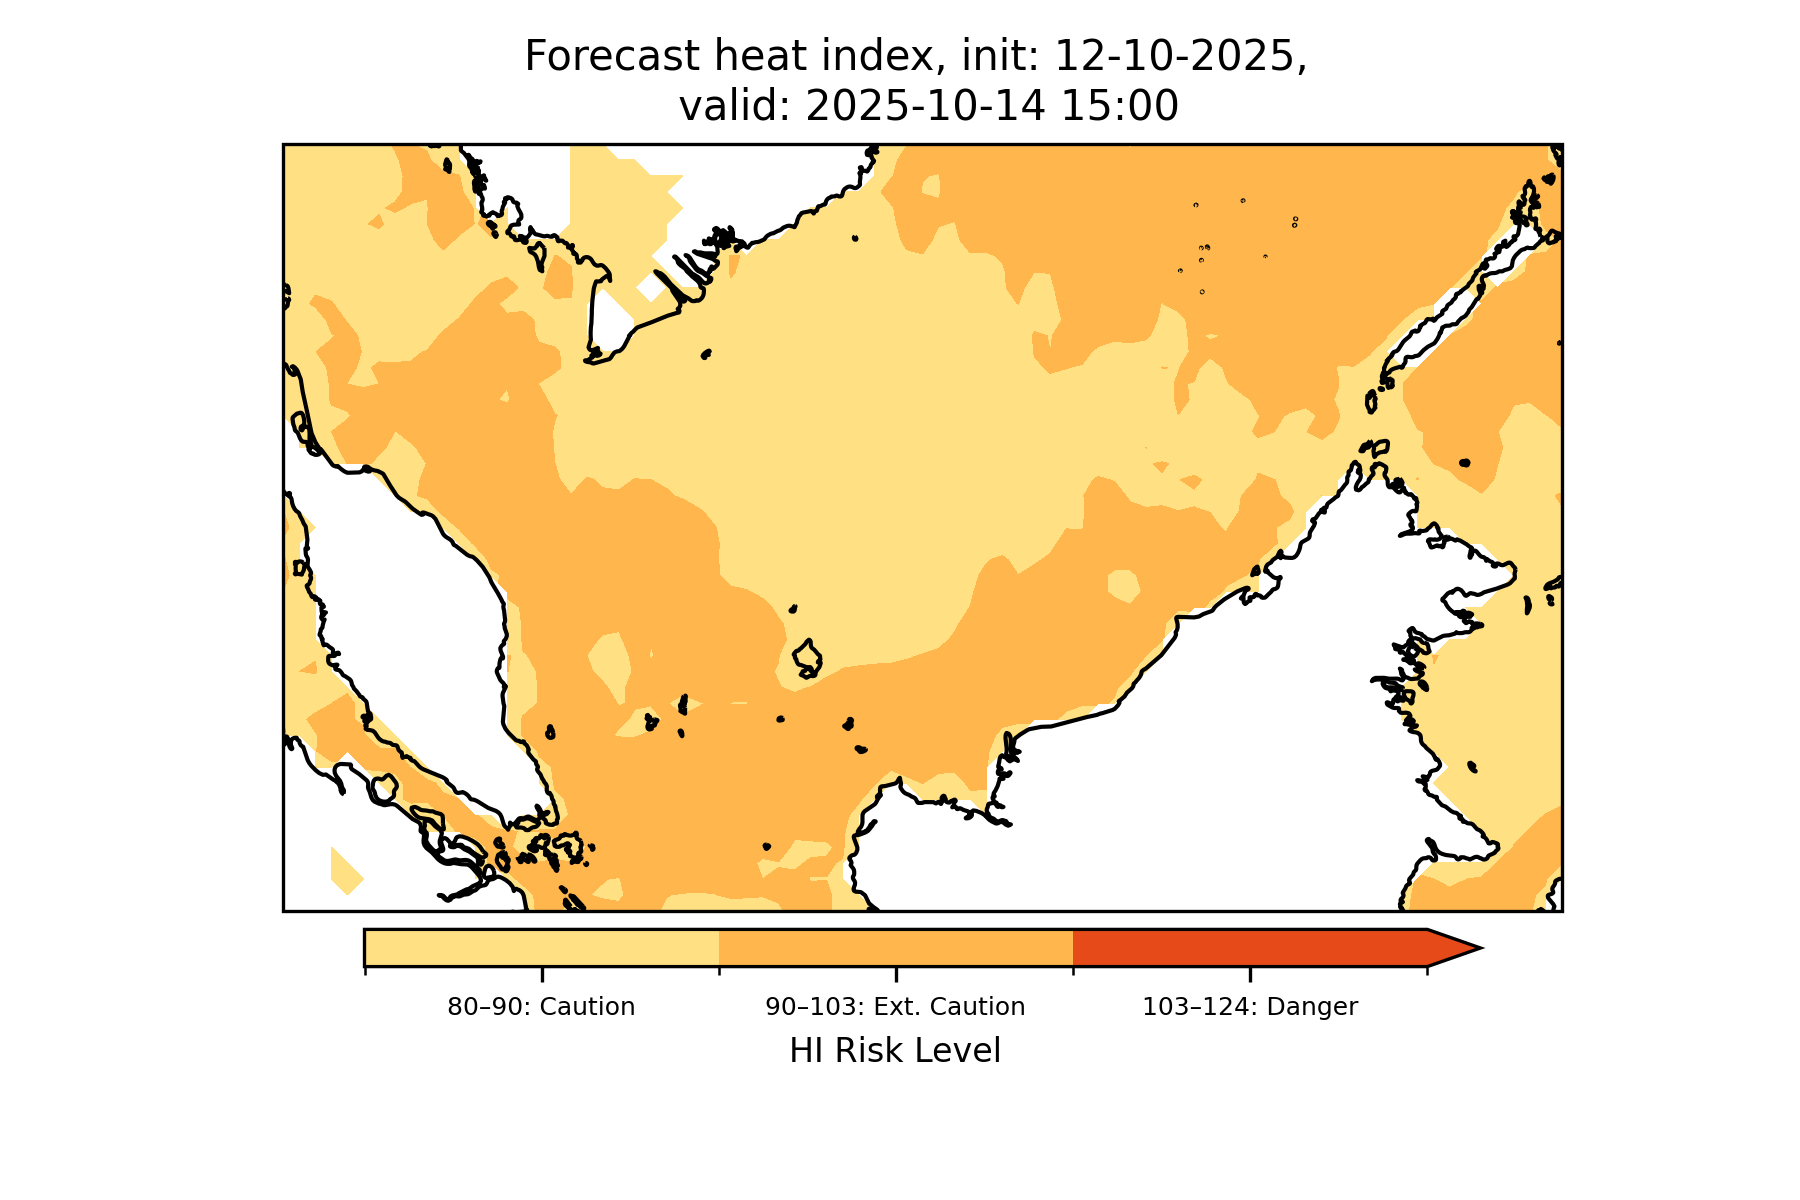 Forecast heat index, init: 12-10-2025,
valid: 2025-10-14 15:00
80–90: Caution
90–103: Ext. Caution
103–124: Danger
HI Risk Level